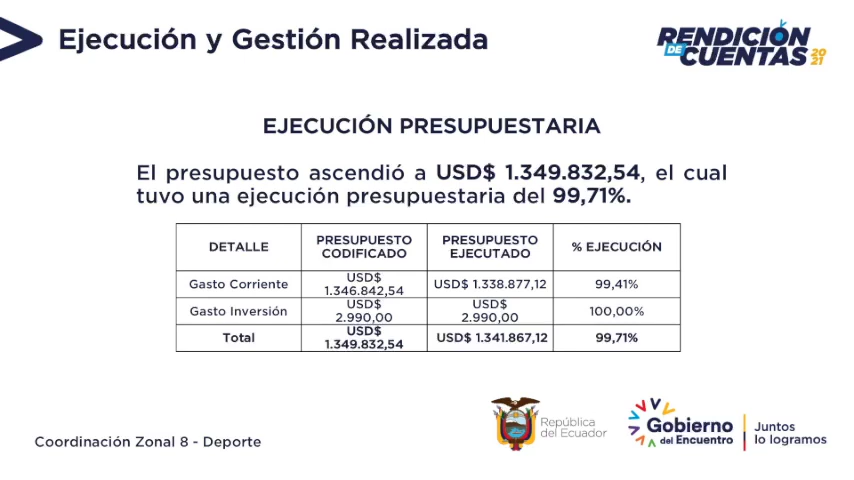 Ejecución y Gestión Realizada
RENDICIÓN
DE CUENTAS 20
21
EJECUCIÓN PRESUPUESTARIA
El presupuesto ascendió a USD$ 1.349.832,54, el cual
tuvo una ejecución presupuestaria del 99,71%.
DETALLE
PRESUPUESTO
CODIFICADO
PRESUPUESTO
EJECUTADO
% EJECUCIÓN
Gasto Corriente
USD$
1.346.842,54
USD$ 1.338.877,12
99,41%
Gasto Inversión
USD$
2.990,00
USD$
2.990,00
100,00%
Total
USD$
1.349.832,54
USD$ 1.341.867,12
99,71%
Coordinación Zonal 8 - Deporte
República
del Ecuador
Gobierno
del Encuentro
Juntos
lo logramos